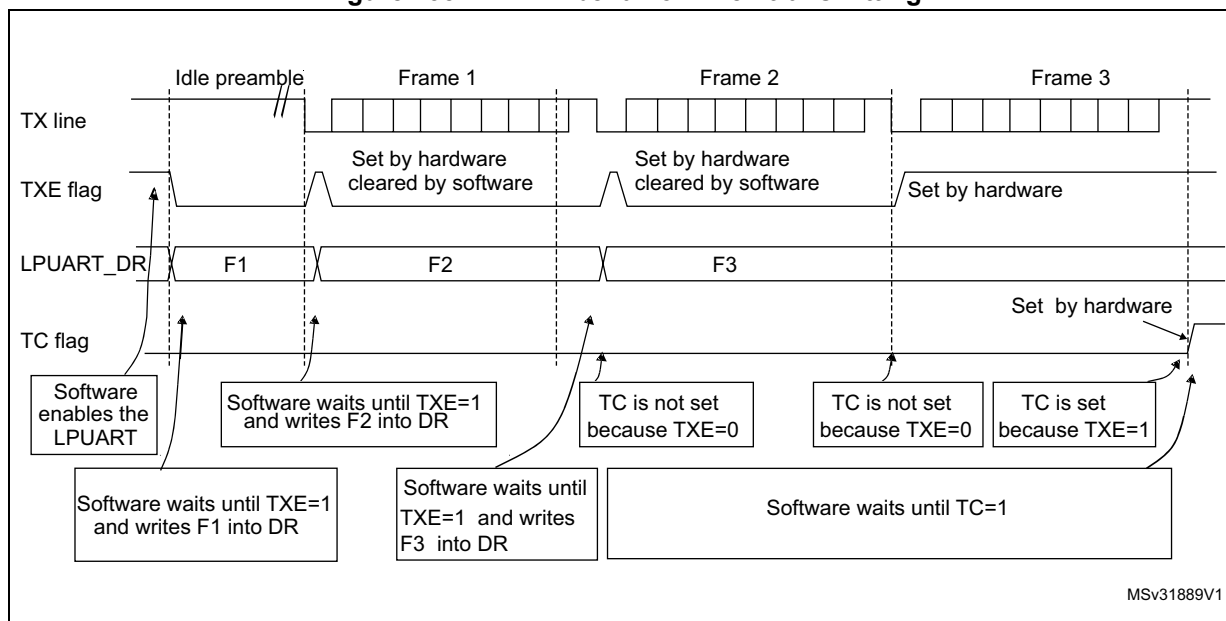 Idle preamble Frame 1 Frame 2 Frame 3
TX line
Set by hardware
cleared by software
Set by hardware
cleared by software
TXE flag
Set by hardware
LPUART_DR F1 F2 F3
Set by hardware
TC flag
Software
enables the
LPUART
Software waits until TXE=1
and writes F2 into DR
TC is not set
because TXE=0
TC is not set
because TXE=0
TC is set
because TXE=1
Software waits until TXE=1
and writes F1 into DR
Software waits until
TXE=1 and writes
F3 into DR
Software waits until TC=1
MSv31889V1